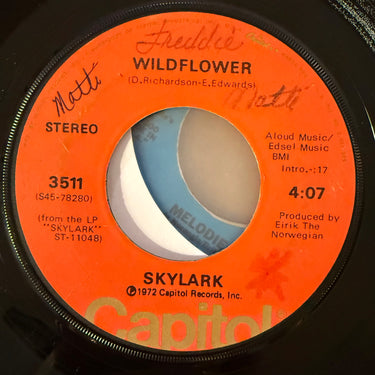 Freddie
WILDFLOWER
(D.Richardson-E.Edwards)
Matti
Matti
STEREO
Aloud Music/
Edsel Music
BMI
Intro.-:17
3511
(S45-78280)
4:07
(from the LP
"SKYLARK"
ST-11048)
Produced by
Eirik The
Norwegian
MELODIE
SKYLARK
℗1972 Capitol Records, Inc.
Capitol